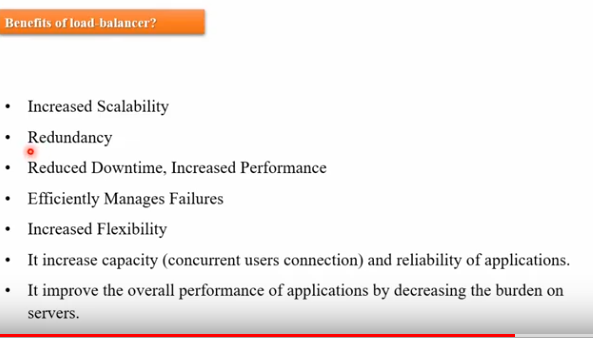 Benefits of load-balancer?
• Increased Scalability
• Redundancy
• Reduced Downtime, Increased Performance
• Efficiently Manages Failures
• Increased Flexibility
• It increase capacity (concurrent users connection) and reliability of applications.
• It improve the overall performance of applications by decreasing the burden on
servers.